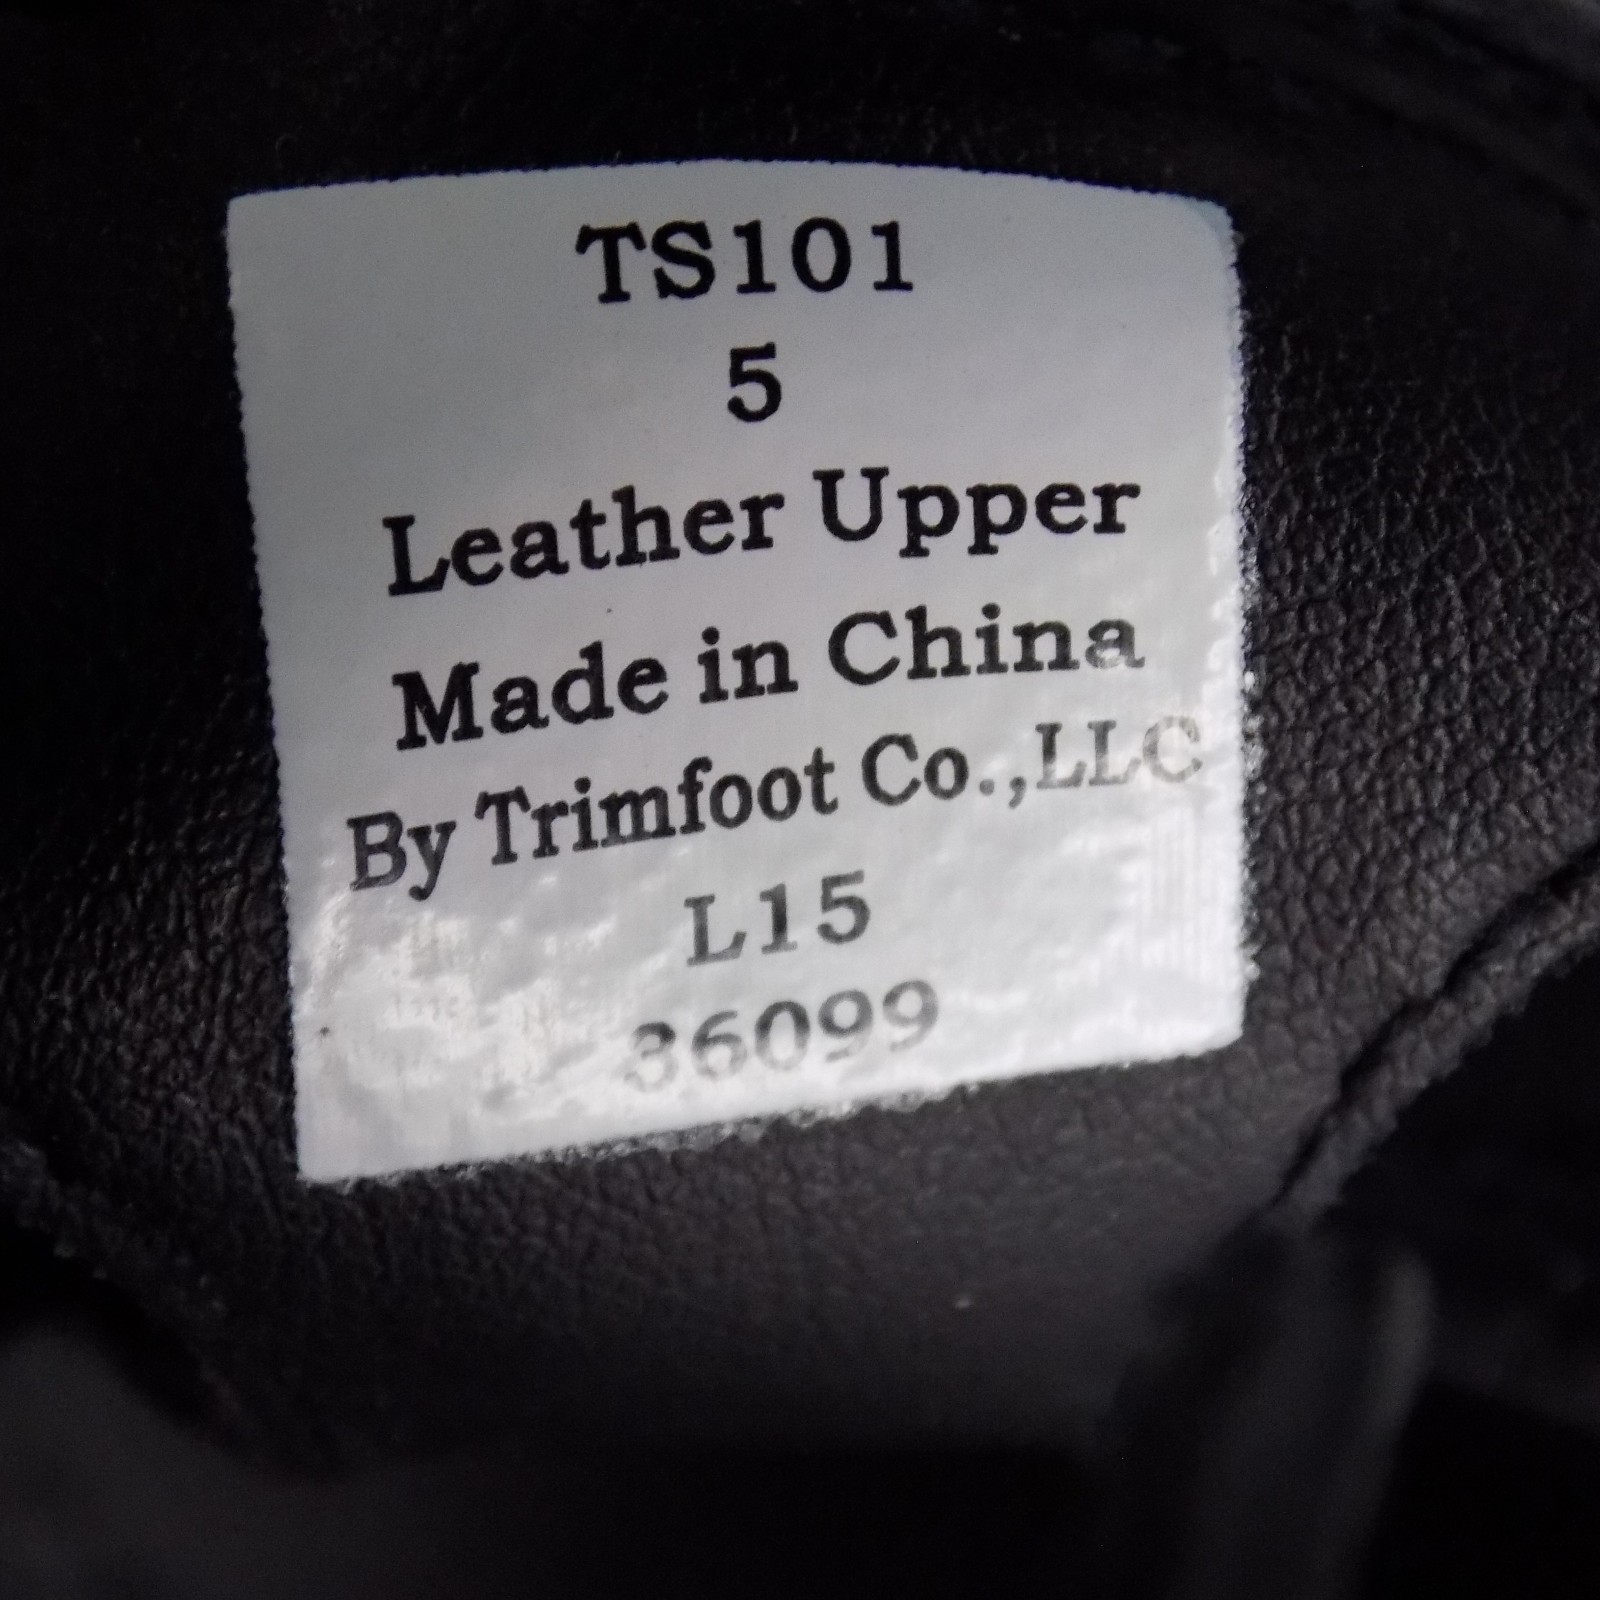 TS101
5
Leather Upper
Made in China
By Trimfoot Co.,LLC
L15
36099